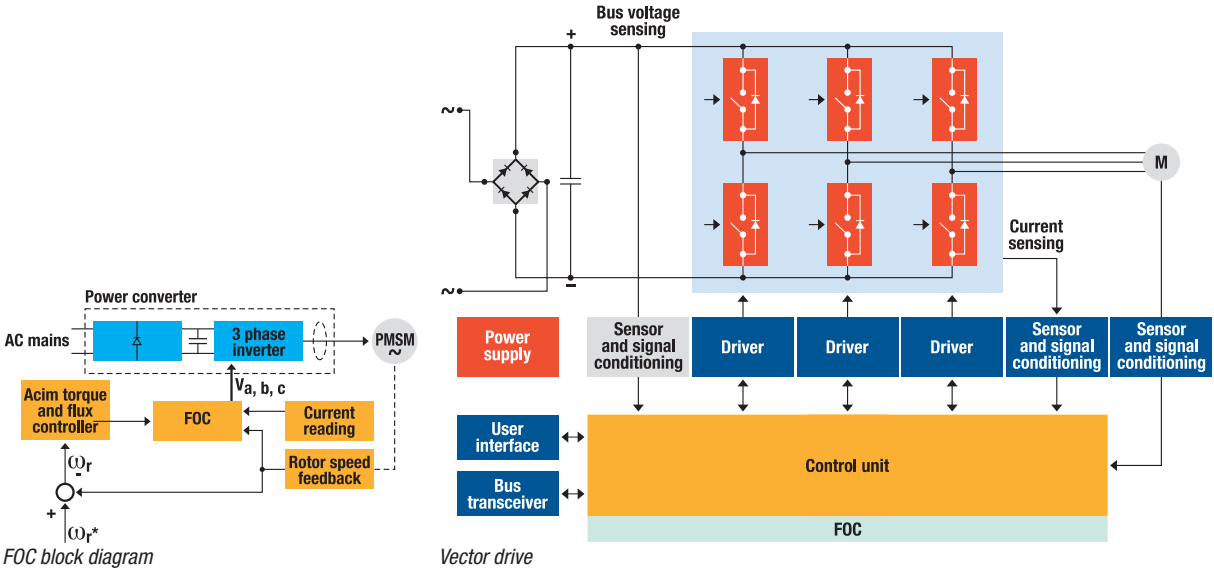 Power converter
AC mains
3 phase
inverter
PMSM
~
Va, b, c
Acim torque
and flux
controller
FOC
Current
reading
Rotor speed
feedback
ωr
-
+
ωr*
FOC block diagram
Bus voltage
sensing
+
~
~
-
M
Current
sensing
Power
supply
Sensor
and signal
conditioning
Driver
Driver
Driver
Sensor
and signal
conditioning
Sensor
and signal
conditioning
User
interface
Bus
transceiver
Control unit
FOC
Vector drive